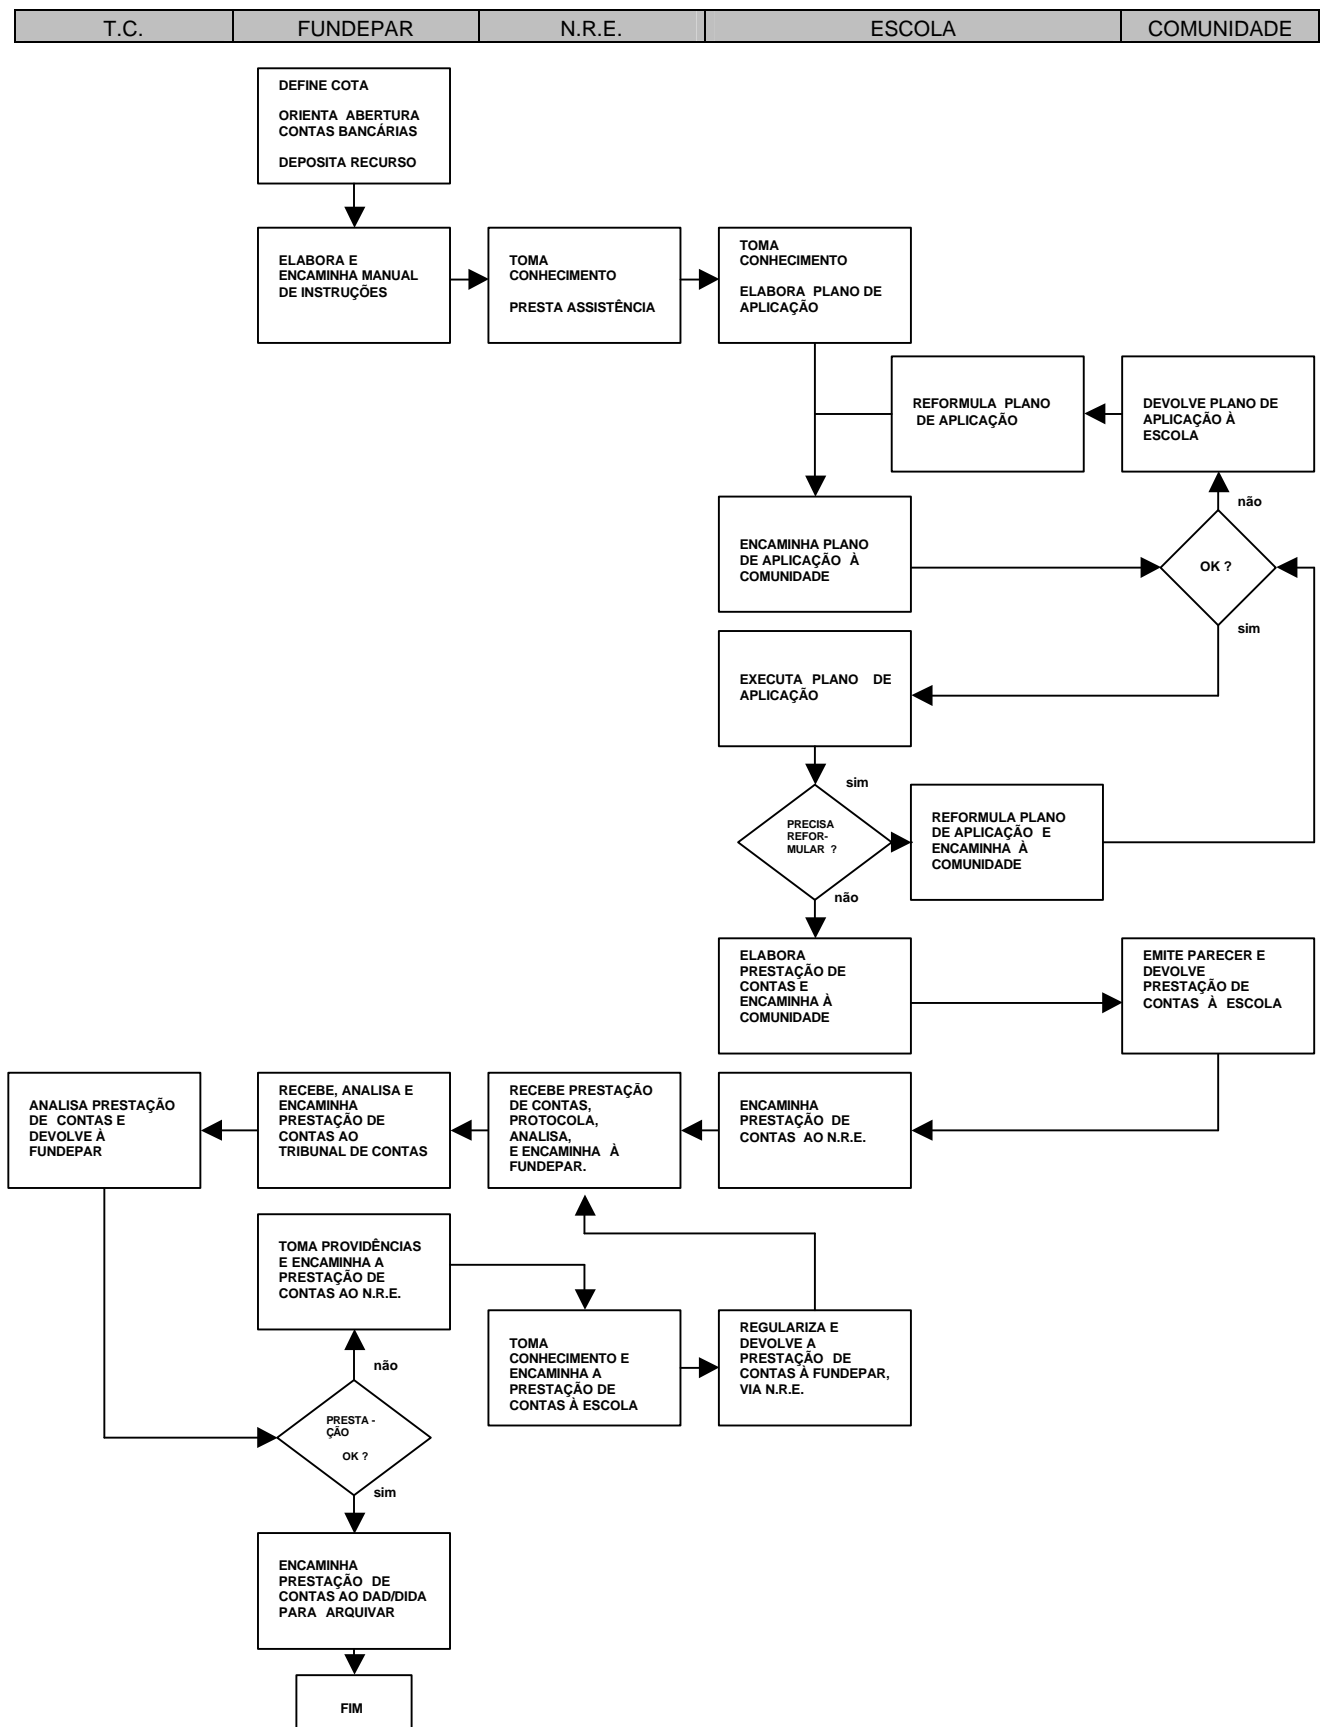 T.C. FUNDEPAR N.R.E. ESCOLA COMUNIDADE
DEFINE COTA
ORIENTA ABERTURA
CONTAS BANCÁRIAS
DEPOSITA RECURSO
ELABORA E
ENCAMINHA MANUAL
DE INSTRUÇÕES
TOMA
CONHECIMENTO
PRESTA ASSISTÊNCIA
TOMA
CONHECIMENTO
ELABORA PLANO DE
APLICAÇÃO
REFORMULA PLANO
DE APLICAÇÃO
DEVOLVE PLANO DE
APLICAÇÃO À
ESCOLA
não
ENCAMINHA PLANO
DE APLICAÇÃO À
COMUNIDADE
OK ?
sim
EXECUTA PLANO DE
APLICAÇÃO
sim
PRECISA
REFOR-
MULAR ?
REFORMULA PLANO
DE APLICAÇÃO E
ENCAMINHA À
COMUNIDADE
não
ELABORA
PRESTAÇÃO DE
CONTAS E
ENCAMINHA À
COMUNIDADE
EMITE PARECER E
DEVOLVE
PRESTAÇÃO DE
CONTAS À ESCOLA
ANALISA PRESTAÇÃO
DE CONTAS E
DEVOLVE À
FUNDEPAR
RECEBE, ANALISA E
ENCAMINHA
PRESTAÇÃO DE
CONTAS AO
TRIBUNAL DE CONTAS
RECEBE PRESTAÇÃO
DE CONTAS,
PROTOCOLA,
ANALISA,
E ENCAMINHA À
FUNDEPAR.
ENCAMINHA
PRESTAÇÃO DE
CONTAS AO N.R.E.
TOMA PROVIDÊNCIAS
E ENCAMINHA A
PRESTAÇÃO DE
CONTAS AO N.R.E.
TOMA
CONHECIMENTO E
ENCAMINHA A
PRESTAÇÃO DE
CONTAS À ESCOLA
REGULARIZA E
DEVOLVE A
PRESTAÇÃO DE
CONTAS À FUNDEPAR,
VIA N.R.E.
não
PRESTA -
ÇÃO
OK ?
sim
ENCAMINHA
PRESTAÇÃO DE
CONTAS AO DAD/DIDA
PARA ARQUIVAR
FIM